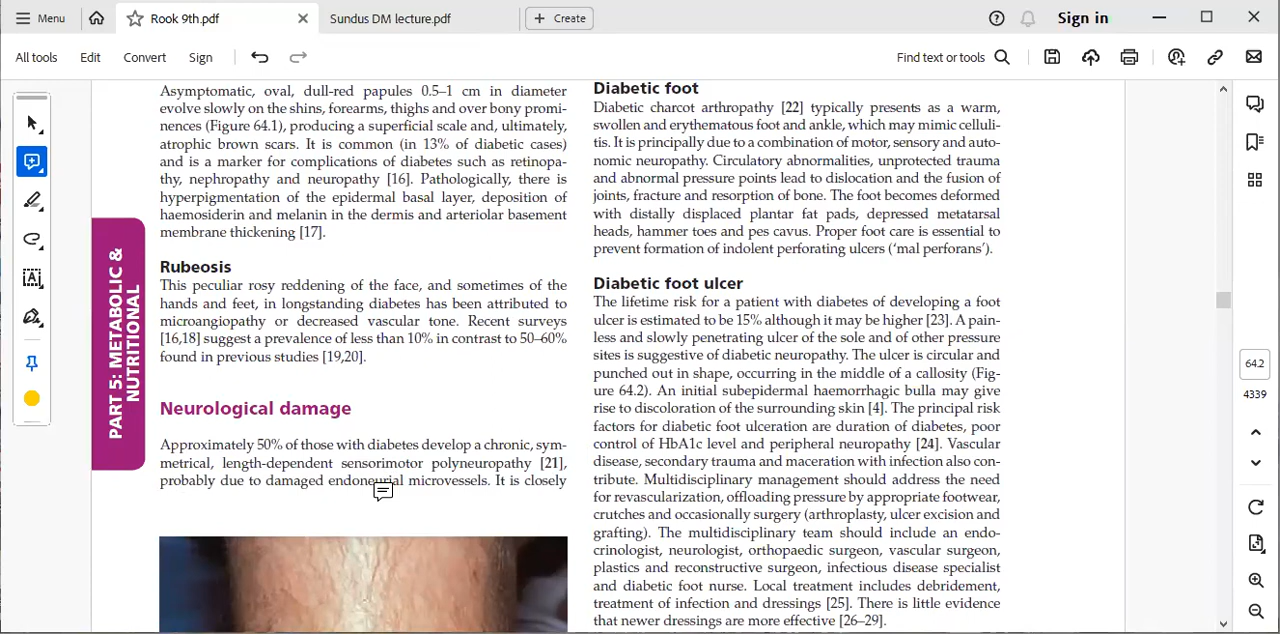 Menu
Rook 9th.pdf
Sundus DM lecture.pdf
Create
Sign in
All tools
Edit
Convert
Sign
Find text or tools
PART 5: METABOLIC &
NUTRITIONAL
Asymptomatic, oval, dull-red papules 0.5–1 cm in diameter
evolve slowly on the shins, forearms, thighs and over bony promi-
nences (Figure 64.1), producing a superficial scale and, ultimately,
atrophic brown scars. It is common (in 13% of diabetic cases)
and is a marker for complications of diabetes such as retinopa-
thy, nephropathy and neuropathy [16]. Pathologically, there is
hyperpigmentation of the epidermal basal layer, deposition of
haemosiderin and melanin in the dermis and arteriolar basement
membrane thickening [17].
Rubeosis
This peculiar rosy reddening of the face, and sometimes of the
hands and feet, in longstanding diabetes has been attributed to
microangiopathy or decreased vascular tone. Recent surveys
[16,18] suggest a prevalence of less than 10% in contrast to 50–60%
found in previous studies [19,20].
Neurological damage
Approximately 50% of those with diabetes develop a chronic, sym-
metrical, length-dependent sensorimotor polyneuropathy [21],
probably due to damaged endoneurial microvessels. It is closely
Diabetic foot
Diabetic charcot arthropathy [22] typically presents as a warm,
swollen and erythematous foot and ankle, which may mimic celluli-
tis. It is principally due to a combination of motor, sensory and auto-
nomic neuropathy. Circulatory abnormalities, unprotected trauma
and abnormal pressure points lead to dislocation and the fusion of
joints, fracture and resorption of bone. The foot becomes deformed
with distally displaced plantar fat pads, depressed metatarsal
heads, hammer toes and pes cavus. Proper foot care is essential to
prevent formation of indolent perforating ulcers (‘mal perforans’).
Diabetic foot ulcer
The lifetime risk for a patient with diabetes of developing a foot
ulcer is estimated to be 15% although it may be higher [23]. A pain-
less and slowly penetrating ulcer of the sole and of other pressure
sites is suggestive of diabetic neuropathy. The ulcer is circular and
punched out in shape, occurring in the middle of a callosity (Fig-
ure 64.2). An initial subepidermal haemorrhagic bulla may give
rise to discoloration of the surrounding skin [4]. The principal risk
factors for diabetic foot ulceration are duration of diabetes, poor
control of HbA1c level and peripheral neuropathy [24]. Vascular
disease, secondary trauma and maceration with infection also con-
tribute. Multidisciplinary management should address the need
for revascularization, offloading pressure by appropriate footwear,
crutches and occasionally surgery (arthroplasty, ulcer excision and
grafting). The multidisciplinary team should include an endo-
crinologist, neurologist, orthopaedic surgeon, vascular surgeon,
plastics and reconstructive surgeon, infectious disease specialist
and diabetic foot nurse. Local treatment includes debridement,
treatment of infection and dressings [25]. There is little evidence
that newer dressings are more effective [26–29].
64.2
4339